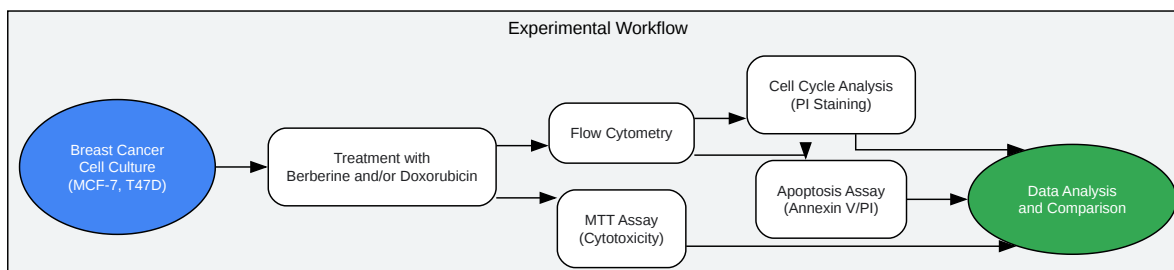 Experimental Workflow
Breast Cancer
Cell Culture
(MCF-7, T47D)
Treatment with
Berberine and/or Doxorubicin
Flow Cytometry
MTT Assay
(Cytotoxicity)
Cell Cycle Analysis
(PI Staining)
Apoptosis Assay
(Annexin V/PI)
Data Analysis
and Comparison